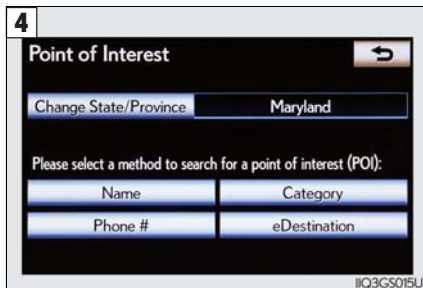 4
Point of Interest
Change State/Province Maryland
Please select a method to search for a point of interest (POI):
Name Category
Phone # eDestination
IIQ3GS015U